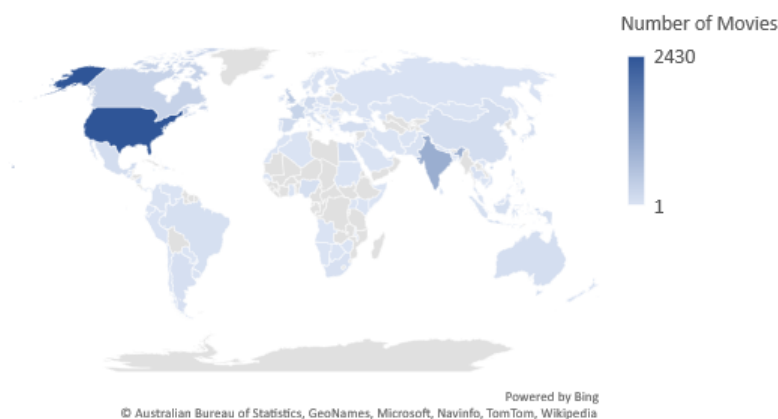 Number of Movies
2430
1
Powered by Bing
© Australian Bureau of Statistics, GeoNames, Microsoft, Navinfo, TomTom, Wikipedia